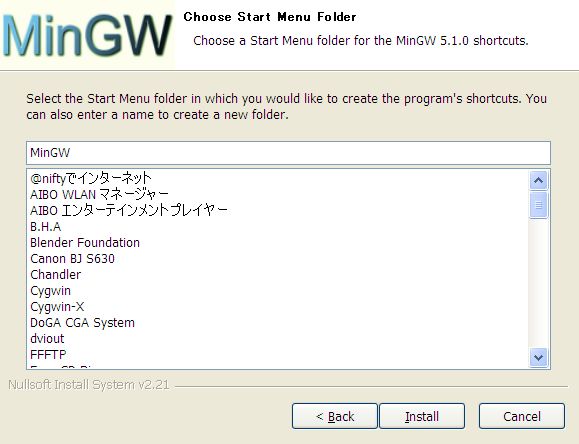 MinGW
Choose Start Menu Folder
Choose a Start Menu folder for the MinGW 5.1.0 shortcuts.
Select the Start Menu folder in which you would like to create the program's shortcuts. You
can also enter a name to create a new folder.
MinGW
@niftyでインターネット
AIBO WLAN マネージャー
AIBO エンターテインメントプレイヤー
B.H.A
Blender Foundation
Canon BJ S630
Chandler
Cygwin
Cygwin-X
DoGA CGA System
dviout
FFFTP
Nullsoft Install System v2.21
< Back
Install
Cancel